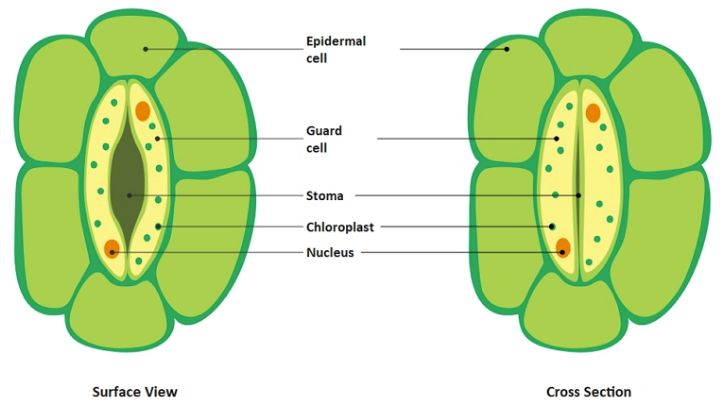 Epidermal
cell
Guard
cell
Stoma
Chloroplast
Nucleus
Surface View
Cross Section